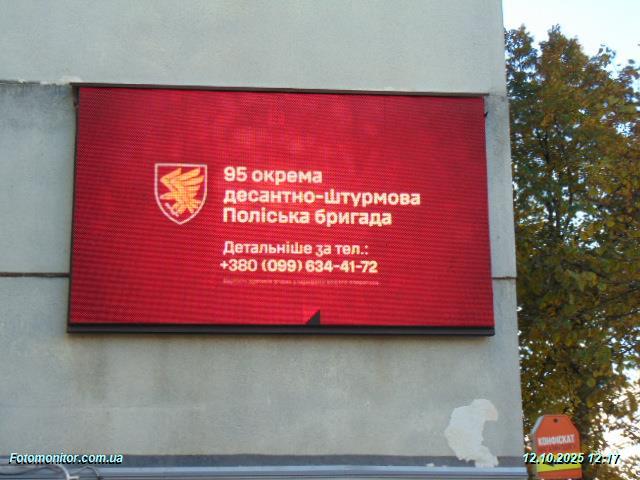 95 окрема
десантно-штурмова
Поліська бригада
Детальніше за тел.:
+380 (099) 634-41-72
КОНФІСКАТ
Fotomonitor.com.ua
12.10.2025 12:17